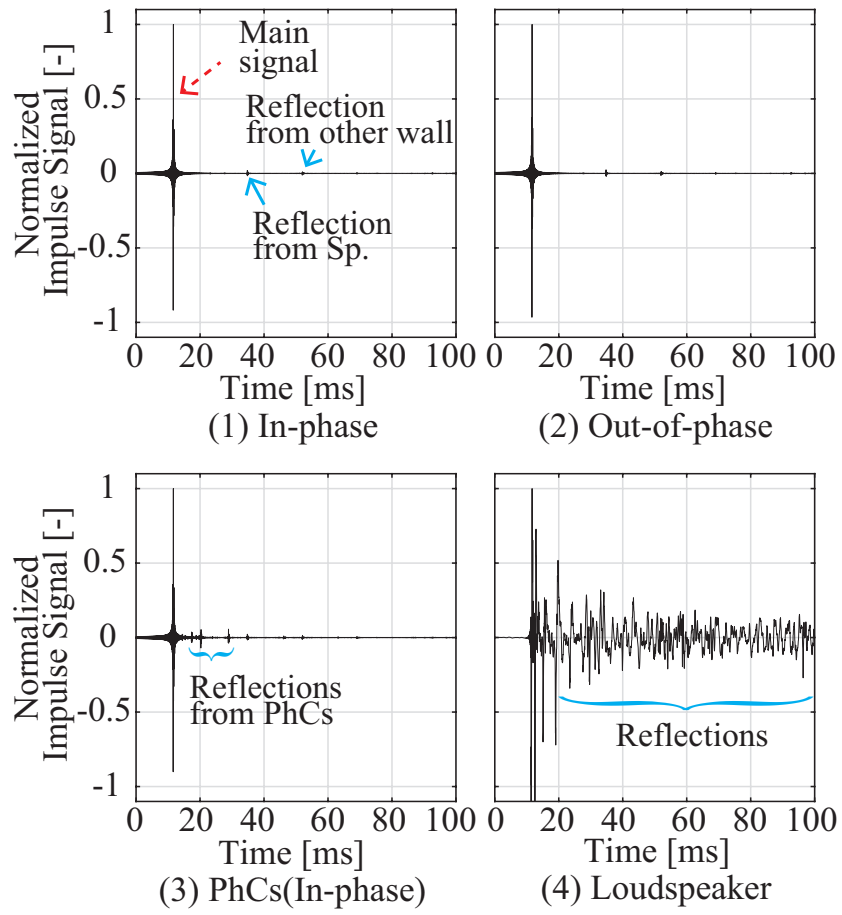 Normalized
Impulse Signal [-]
1
0.5
0
-0.5
-1
Main
signal
Reflection
from other wall
Reflection
from Sp.
0 20 40 60 80 100
Time [ms]
(1) In-phase
0 20 40 60 80 100
Time [ms]
(2) Out-of-phase
Normalized
Impulse Signal [-]
1
0.5
0
-0.5
-1
Reflections
from PhCs
0 20 40 60 80 100
Time [ms]
(3) PhCs(In-phase)
Reflections
0 20 40 60 80 100
Time [ms]
(4) Loudspeaker